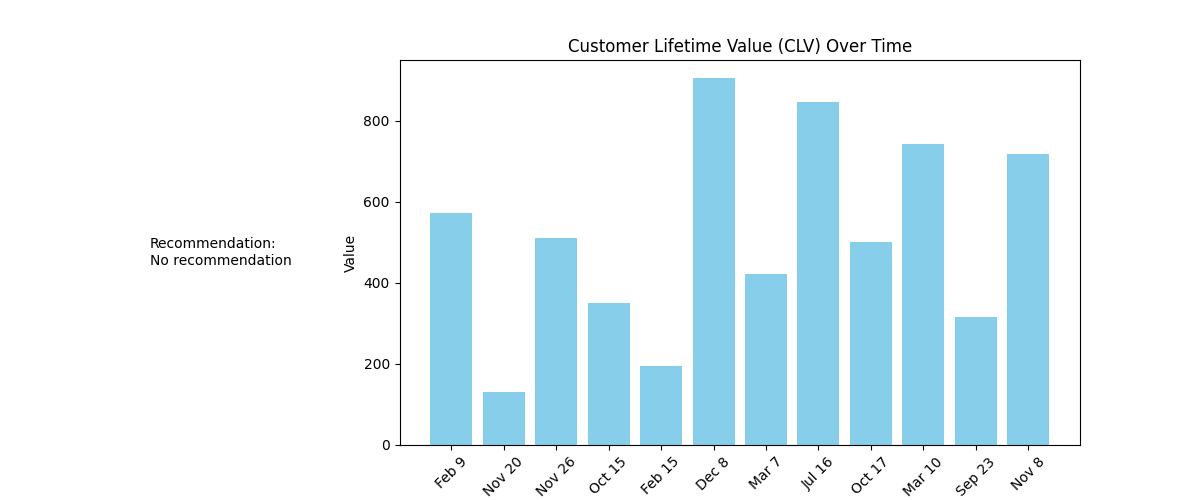 Customer Lifetime Value (CLV) Over Time
800
600
400
200
0
Value
Recommendation:
No recommendation
Feb 9
Nov 20
Nov 26
Oct 15
Feb 15
Dec 8
Mar 7
Jul 16
Oct 17
Mar 10
Sep 23
Nov 8